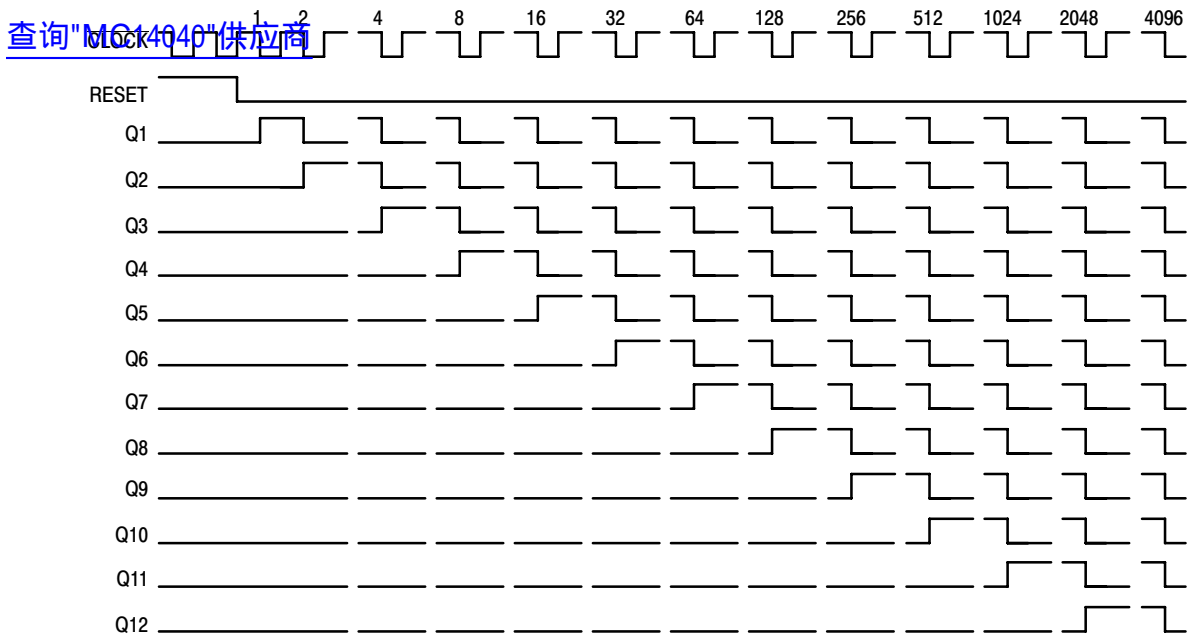 1 2 4 8 16 32 64 128 256 512 1024 2048 4096
查询"MC14040"供应商
CLOCK
RESET
Q1
Q2
Q3
Q4
Q5
Q6
Q7
Q8
Q9
Q10
Q11
Q12